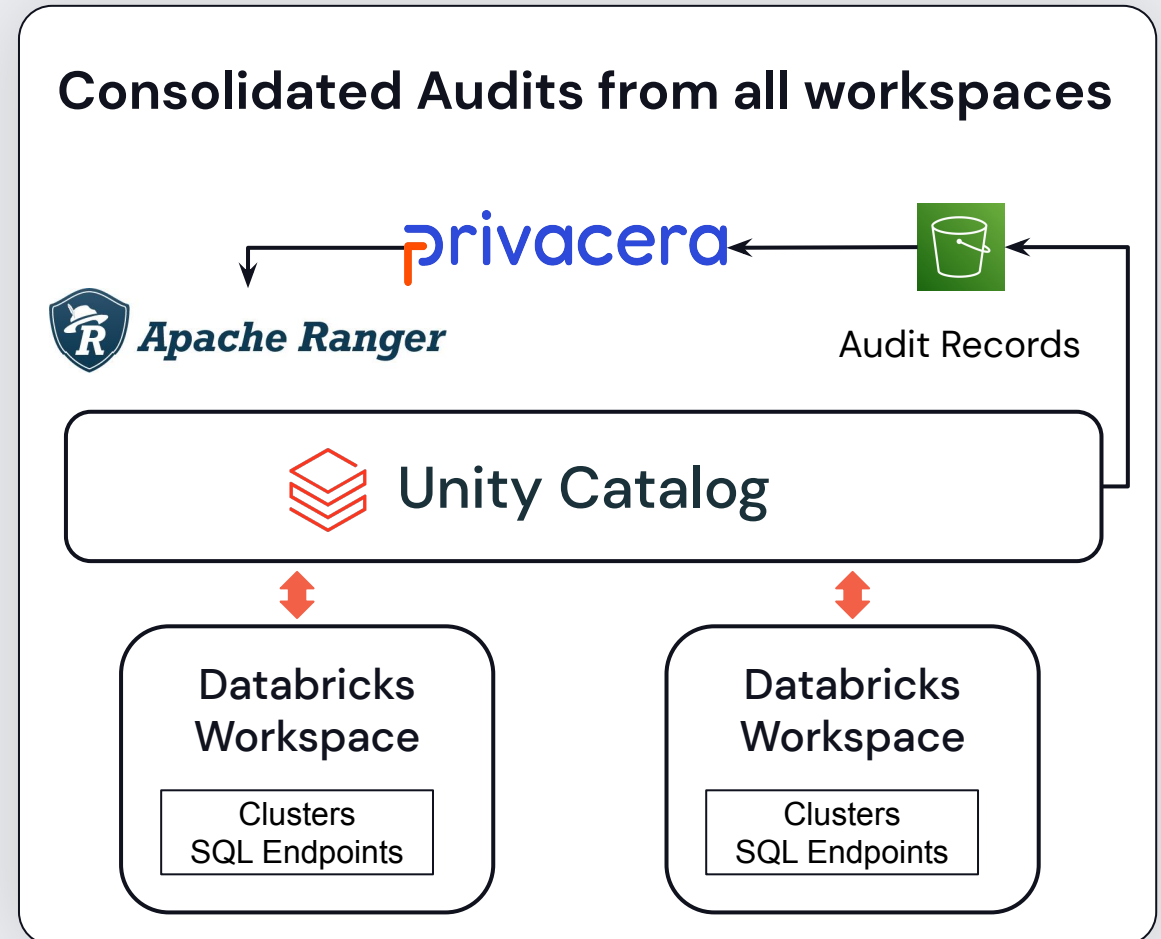 Consolidated Audits from all workspaces
privacera
R Apache Ranger
Audit Records
Unity Catalog
Databricks
Workspace
Clusters
SQL Endpoints
Databricks
Workspace
Clusters
SQL Endpoints